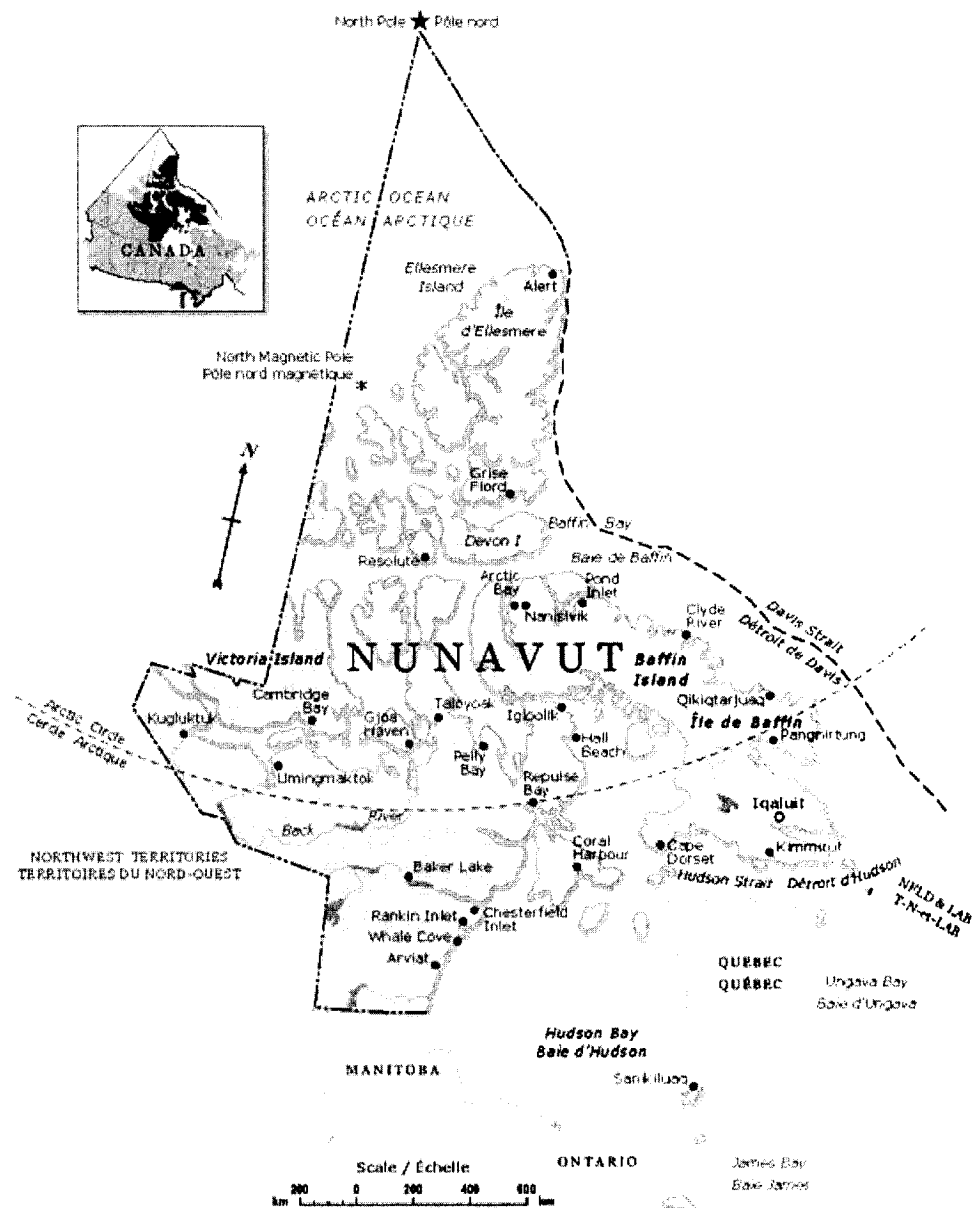 North Pole ★ Pôle nord
CANADA
ARCTIC OCEAN
OCÉAN ARCTIQUE
Ellesmere
Island
Alert
Île
d'Ellesmere
North Magnetic Pole
Pôle nord magnétique
*
N
Grise
Fiord
Devon I
Baffin Bay
Baie de Baffin
Resolute
Arctic
Bay
Nanisivik
Pond
Inlet
Clyde
River
Davis Strait
Détroit de Davis
Victoria Island
NUNAVUT
Baffin
Island
Île de Baffin
Arctic Circle
Cercle Arctique
Kugluktuk
Cambridge
Bay
Umingmaktok
Gjoa
Haven
Taloyoak
Pelly
Bay
Igloolik
Hall
Beach
Repulse
Bay
Qikiqtarjuaq
Pangnirtung
Iqaluit
Kimmirut
Cape
Dorset
Coral
Harbour
Back River
NORTHWEST TERRITORIES
TERRITOIRES DU NORD-OUEST
Baker Lake
Rankin Inlet
Chesterfield
Inlet
Whale Cove
Arviat
Hudson Strait Détroit d'Hudson
NFLD & LAB
T-N-et-LAB
QUEBEC
QUÉBEC
Ungava Bay
Baie d'Ungava
Hudson Bay
Baie d'Hudson
MANITOBA
Sanikiluaq
ONTARIO
James Bay
Baie James
Scale / Échelle
km 200 0 200 400 600 km